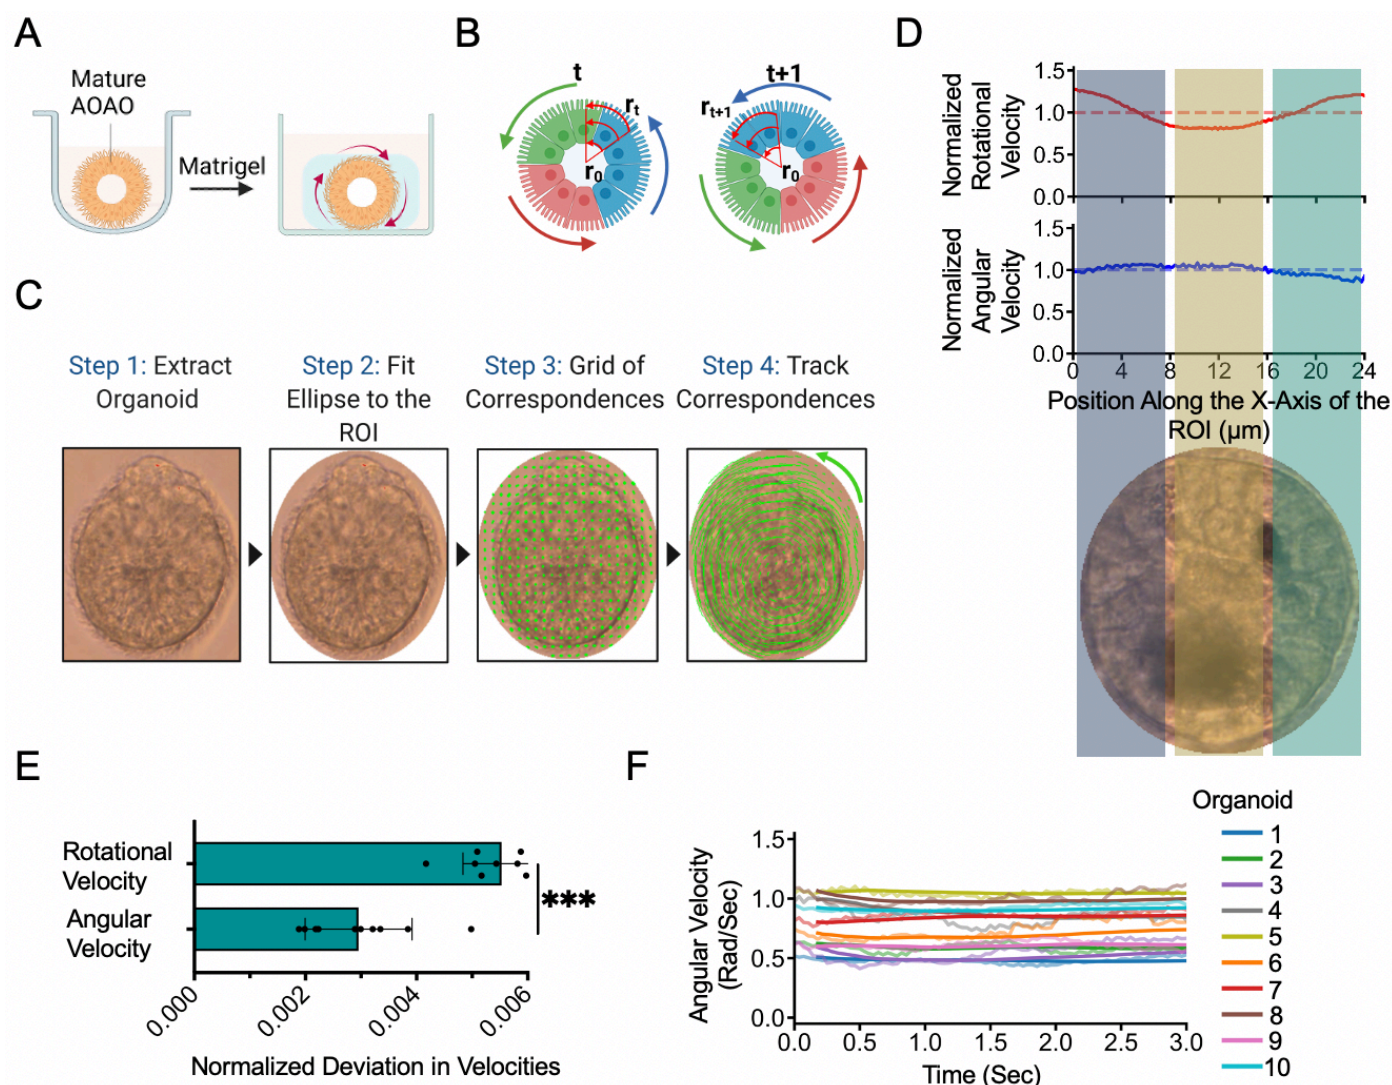 A
Mature
AOAO
Matrigel
B
t
rt
r0
t+1
rt+1
r0
C
Step 1: Extract
Organoid
Step 2: Fit
Ellipse to the
ROI
Step 3: Grid of
Correspondences
Step 4: Track
Correspondences
D
Normalized
Rotational
Velocity
1.5
1.0
0.5
0.0
Normalized
Angular
Velocity
1.5
1.0
0.5
0.0
0 4 8 12 16 20 24
Position Along the X-Axis of the
ROI (µm)
E
Rotational
Velocity
Angular
Velocity
***
0.000 0.002 0.004 0.006
Normalized Deviation in Velocities
F
Angular Velocity
(Rad/Sec)
1.5
1.0
0.5
0.0
0.0 0.5 1.0 1.5 2.0 2.5 3.0
Time (Sec)
Organoid
1
2
3
4
5
6
7
8
9
10